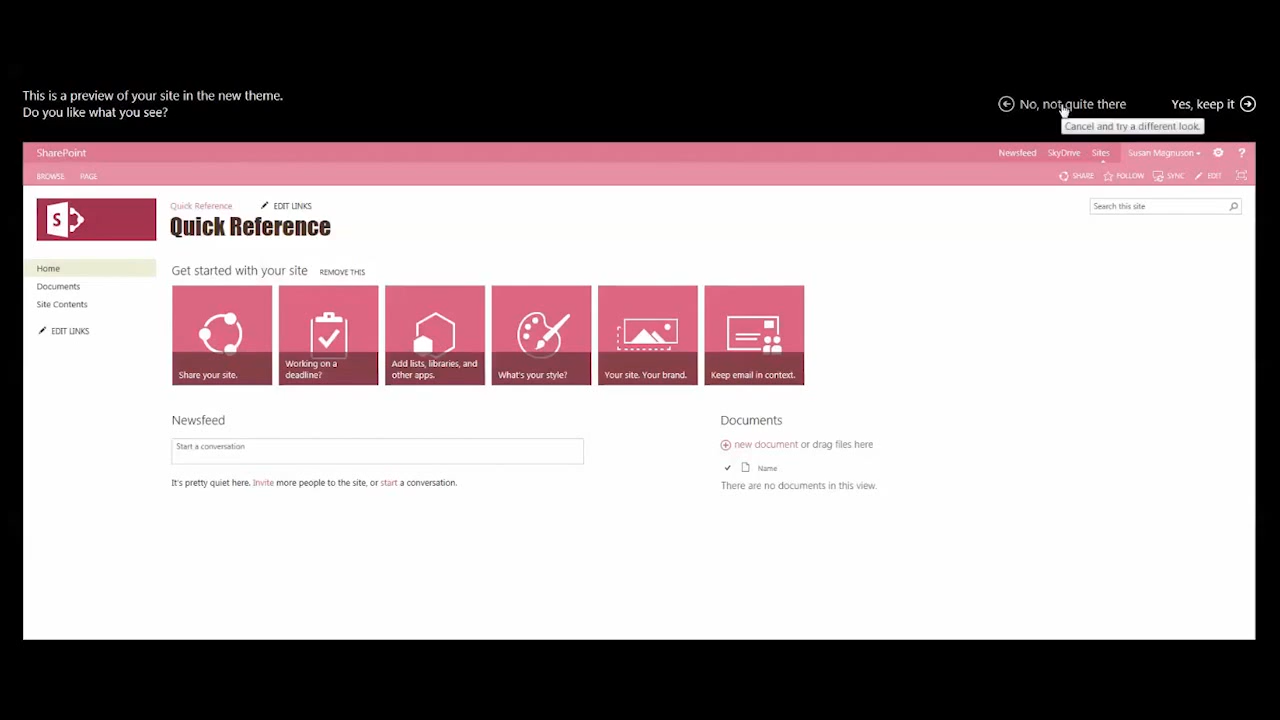 This is a preview of your site in the new theme.
Do you like what you see?
No, not quite there
Yes, keep it
Cancel and try a different look.
SharePoint
Newsfeed SkyDrive Sites Susan Magnuson ?
BROWSE PAGE
SHARE FOLLOW SYNC EDIT
S
Quick Reference EDIT LINKS
Search this site
Quick Reference
Home
Documents
Site Contents
EDIT LINKS
Get started with your site REMOVE THIS
Share your site.
Working on a
deadline?
Add lists, libraries, and
other apps.
What's your style?
Your site. Your brand.
Keep email in context.
Newsfeed
Start a conversation
It's pretty quiet here. Invite more people to the site, or start a conversation.
Documents
new document or drag files here
Name
There are no documents in this view.